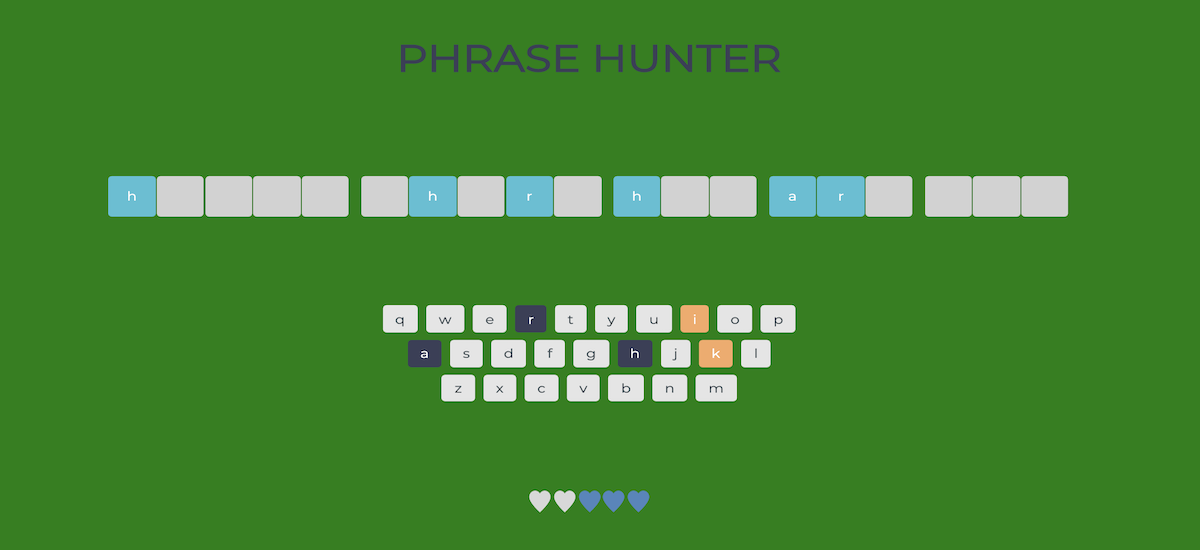 PHRASE HUNTER
h h r h a r
q w e r t y u i o p
a s d f g h j k l
z x c v b n m